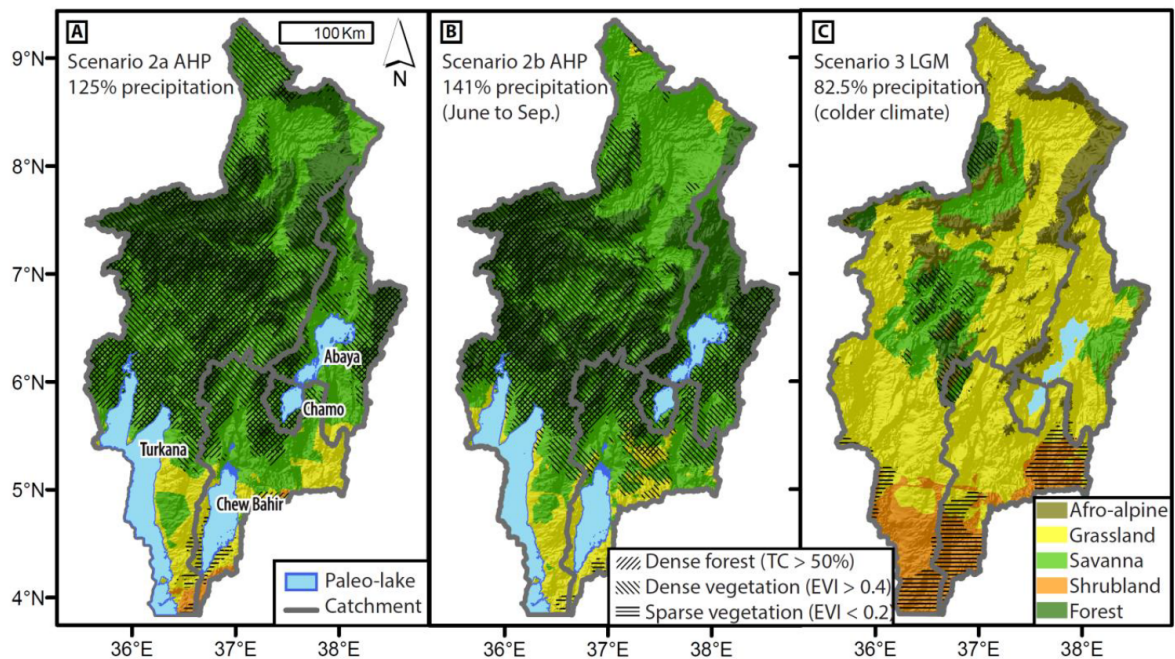 A
100 Km
N
Scenario 2a AHP
125% precipitation
B
Scenario 2b AHP
141% precipitation
(June to Sep.)
C
Scenario 3 LGM
82.5% precipitation
(colder climate)
9°N
8°N
7°N
6°N
5°N
4°N
Abaya
Chamo
Turkana
Chew Bahir
Paleo-lake
Catchment
Dense forest (TC > 50%)
Dense vegetation (EVI > 0.4)
Sparse vegetation (EVI < 0.2)
Afro-alpine
Grassland
Savanna
Shrubland
Forest
36°E 37°E 38°E 36°E 37°E 38°E 36°E 37°E 38°E